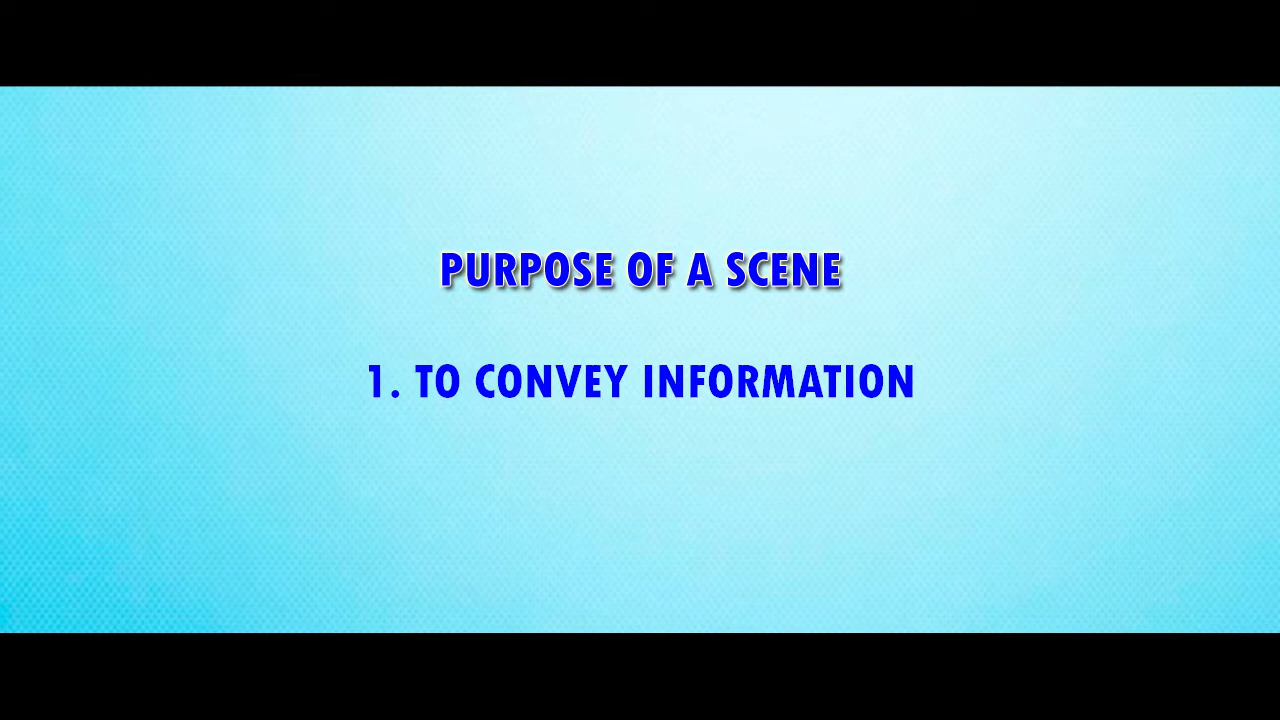 PURPOSE OF A SCENE
1. TO CONVEY INFORMATION